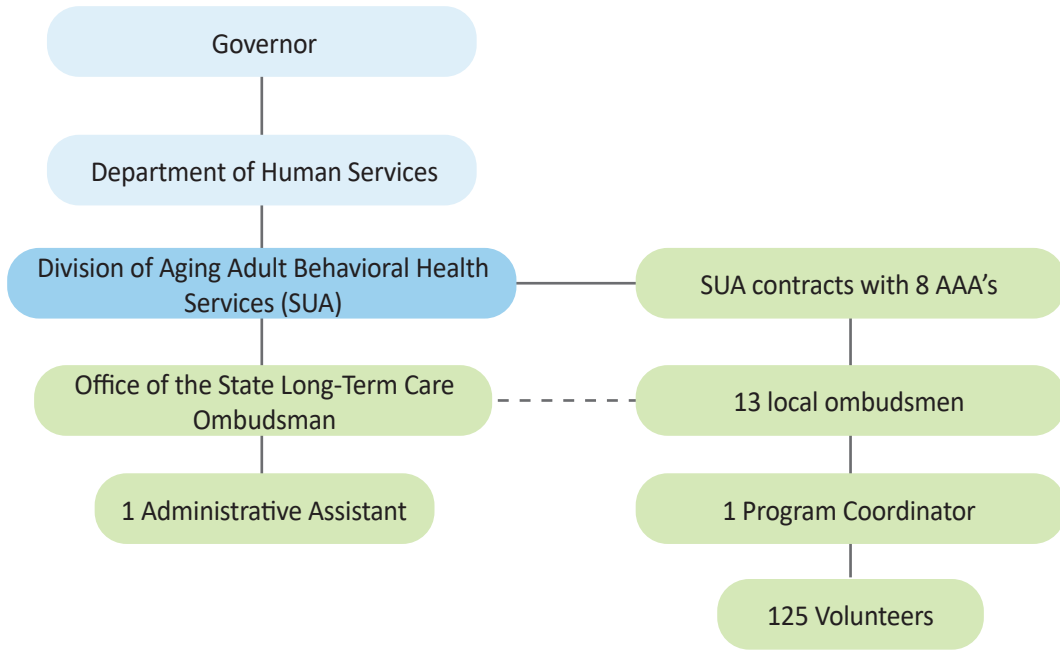 Governor
Department of Human Services
Division of Aging Adult Behavioral Health
Services (SUA)
SUA contracts with 8 AAA’s
Office of the State Long-Term Care
Ombudsman
13 local ombudsmen
1 Administrative Assistant
1 Program Coordinator
125 Volunteers